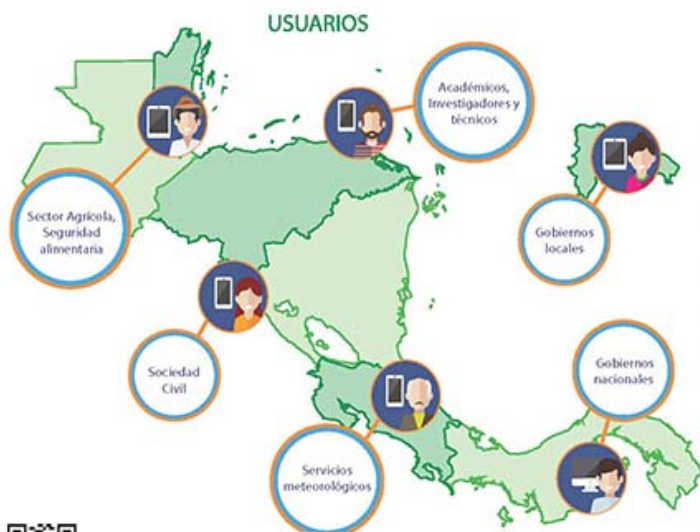 USUARIOS
Académicos,
Investigadores y
técnicos
Sector Agrícola,
Seguridad
alimentaria
Gobiernos
locales
Sociedad
Civil
Gobiernos
nacionales
Servicios
meteorológicos